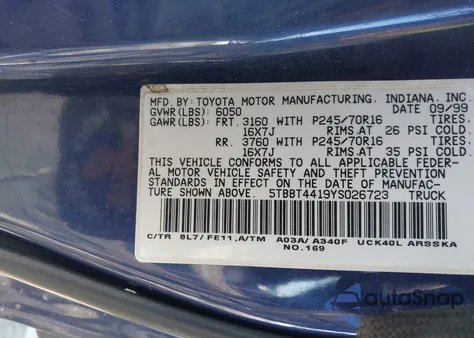 MFD. BY: TOYOTA MOTOR MANUFACTURING, INDIANA, INC.
GVWR(LBS): 6050 DATE: 09/99
GAWR(LBS): FRT. 3160 WITH P245/70R16 TIRES.
16X7J RIMS.AT 26 PSI COLD.
RR. 3760 WITH P245/70R16 TIRES.
16X7J RIMS.AT 35 PSI COLD.
THIS VEHICLE CONFORMS TO ALL APPLICABLE FEDER-
AL MOTOR VEHICLE SAFETY AND THEFT PREVENTION
STANDARDS IN EFFECT ON THE DATE OF MANUFAC-
TURE SHOWN ABOVE. 5TBBT4419YS026723 TRUCK
C/TR 8L7/ FE11,A/TM A03A/ A340F UCK40L ARSSKA
NO.169
AutoSnap